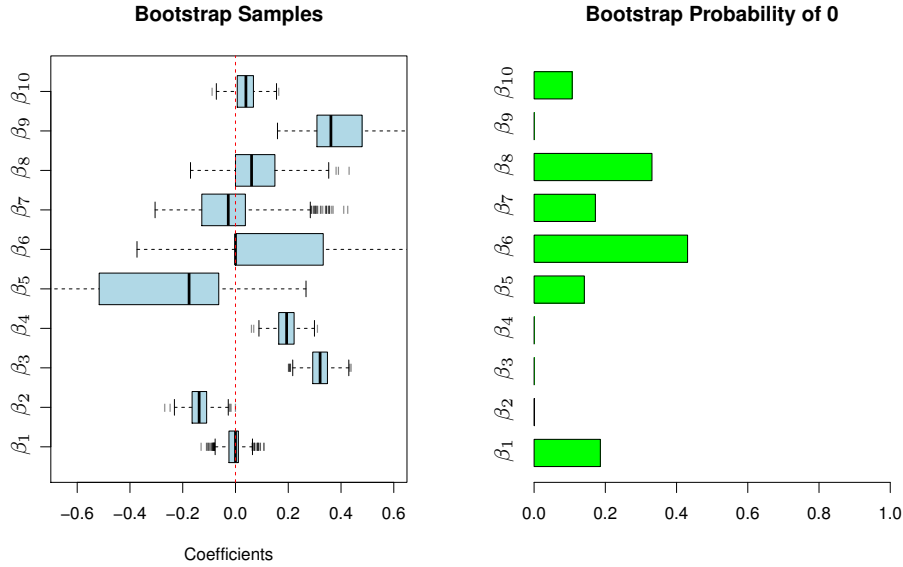 Bootstrap Samples
β10
β9
β8
β7
β6
β5
β4
β3
β2
β1
−0.6 −0.4 −0.2 0.0 0.2 0.4 0.6
Coefficients
Bootstrap Probability of 0
β10
β9
β8
β7
β6
β5
β4
β3
β2
β1
0.0 0.2 0.4 0.6 0.8 1.0